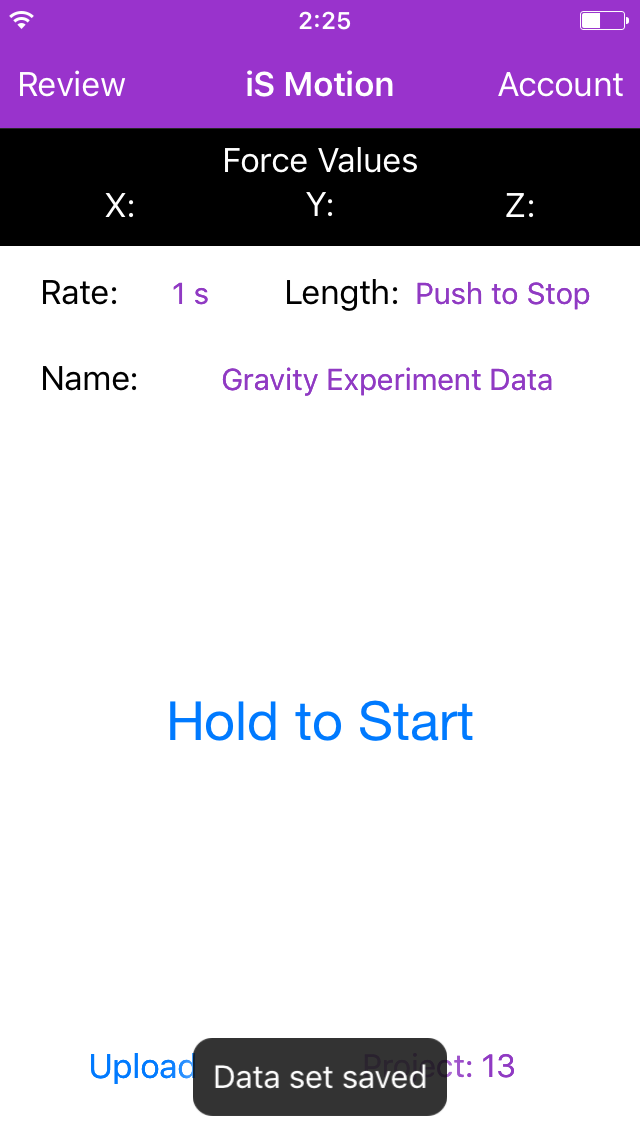 2:25
Review iS Motion Account
Force Values
X: Y: Z:
Rate: 1 s Length: Push to Stop
Name: Gravity Experiment Data
Hold to Start
Upload Project: 13
Data set saved